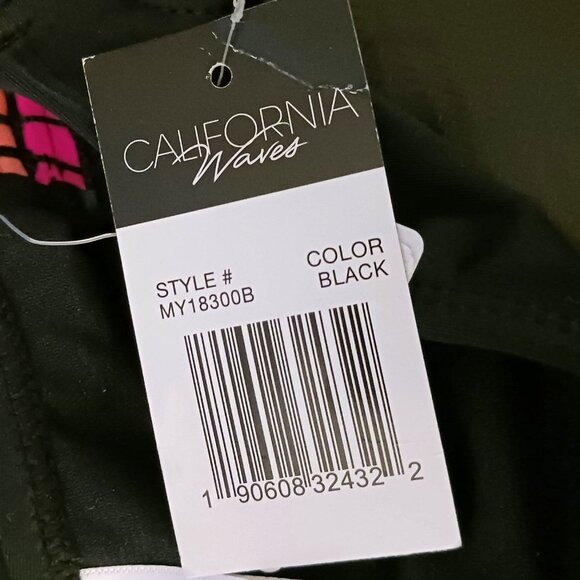 CALIFORNIA
Waves
STYLE # COLOR
MY18300B BLACK
1 90608 32432 2